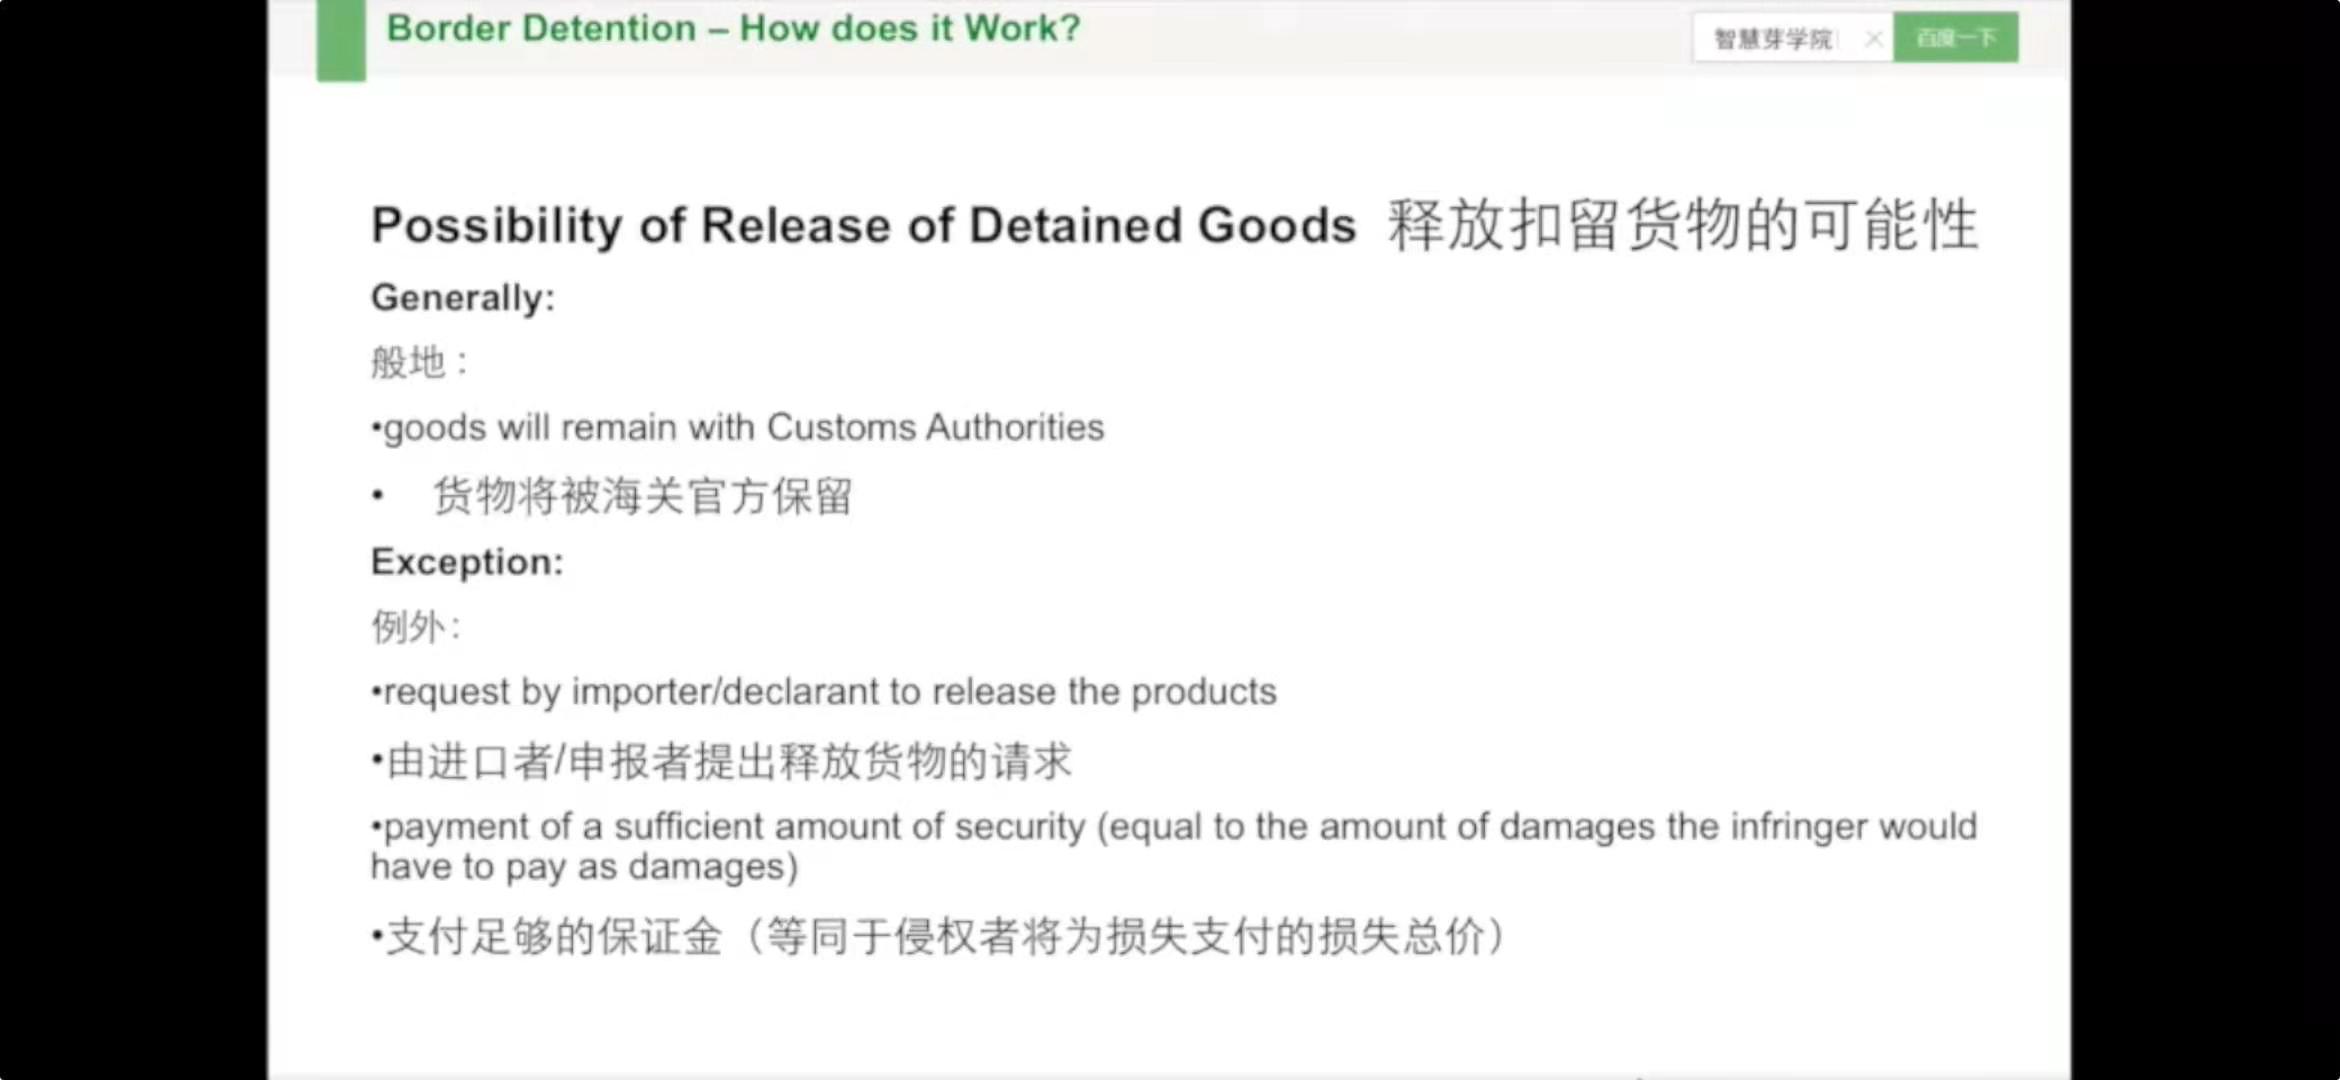 Border Detention – How does it Work?
智慧芽学院
百度一下
Possibility of Release of Detained Goods 释放扣留货物的可能性
Generally:
般地：
•goods will remain with Customs Authorities
• 货物将被海关官方保留
Exception:
例外：
•request by importer/declarant to release the products
•由进口者/申报者提出释放货物的请求
•payment of a sufficient amount of security (equal to the amount of damages the infringer would
have to pay as damages)
•支付足够的保证金（等同于侵权者将为损失支付的损失总价）